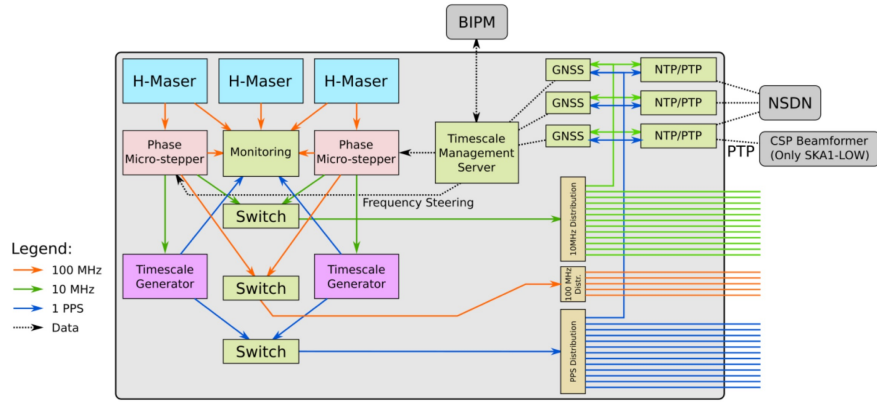 BIPM
H-Maser
H-Maser
H-Maser
GNSS
NTP/PTP
GNSS
NTP/PTP
NSDN
GNSS
NTP/PTP
PTP
CSP Beamformer
(Only SKA1-LOW)
Phase
Micro-stepper
Monitoring
Phase
Micro-stepper
Timescale
Management
Server
Frequency Steering
Switch
10MHz Distribution
Legend:
100 MHz
10 MHz
1 PPS
Data
Timescale
Generator
Switch
Timescale
Generator
100 MHz
Distr.
Switch
PPS Distribution